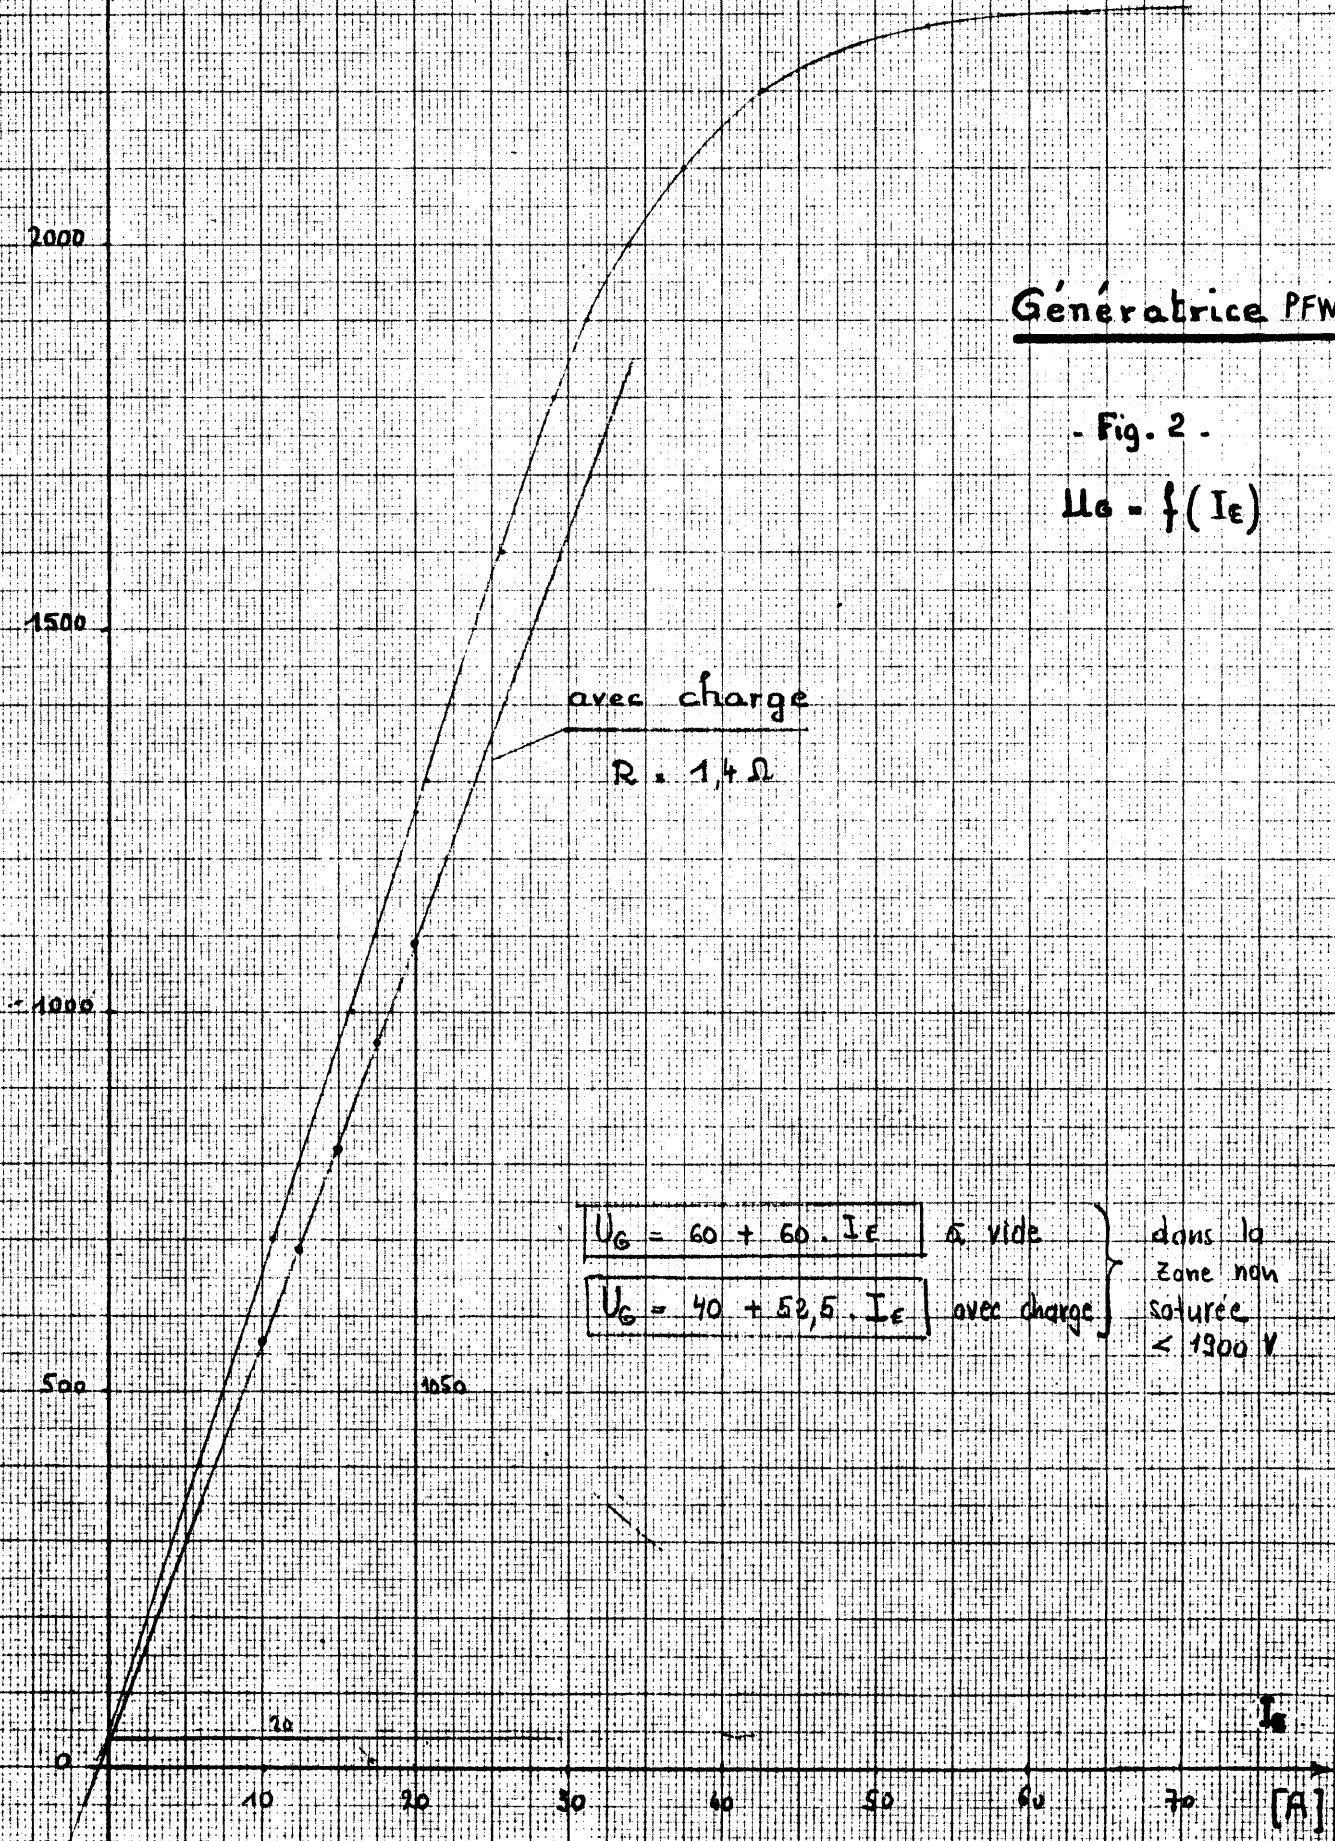 2000
Génératrice PFW
- Fig. 2 -
UG = f(IE)
1500
avec charge
R = 1,4 Ω
1000
UG = 60 + 60 . IE à vide
dans la
zone non
UG = 40 + 52,5 . IE avec charge
saturée
< 1900 V
500
1050
20
IE
0
10 20 30 40 50 60 70 [A]